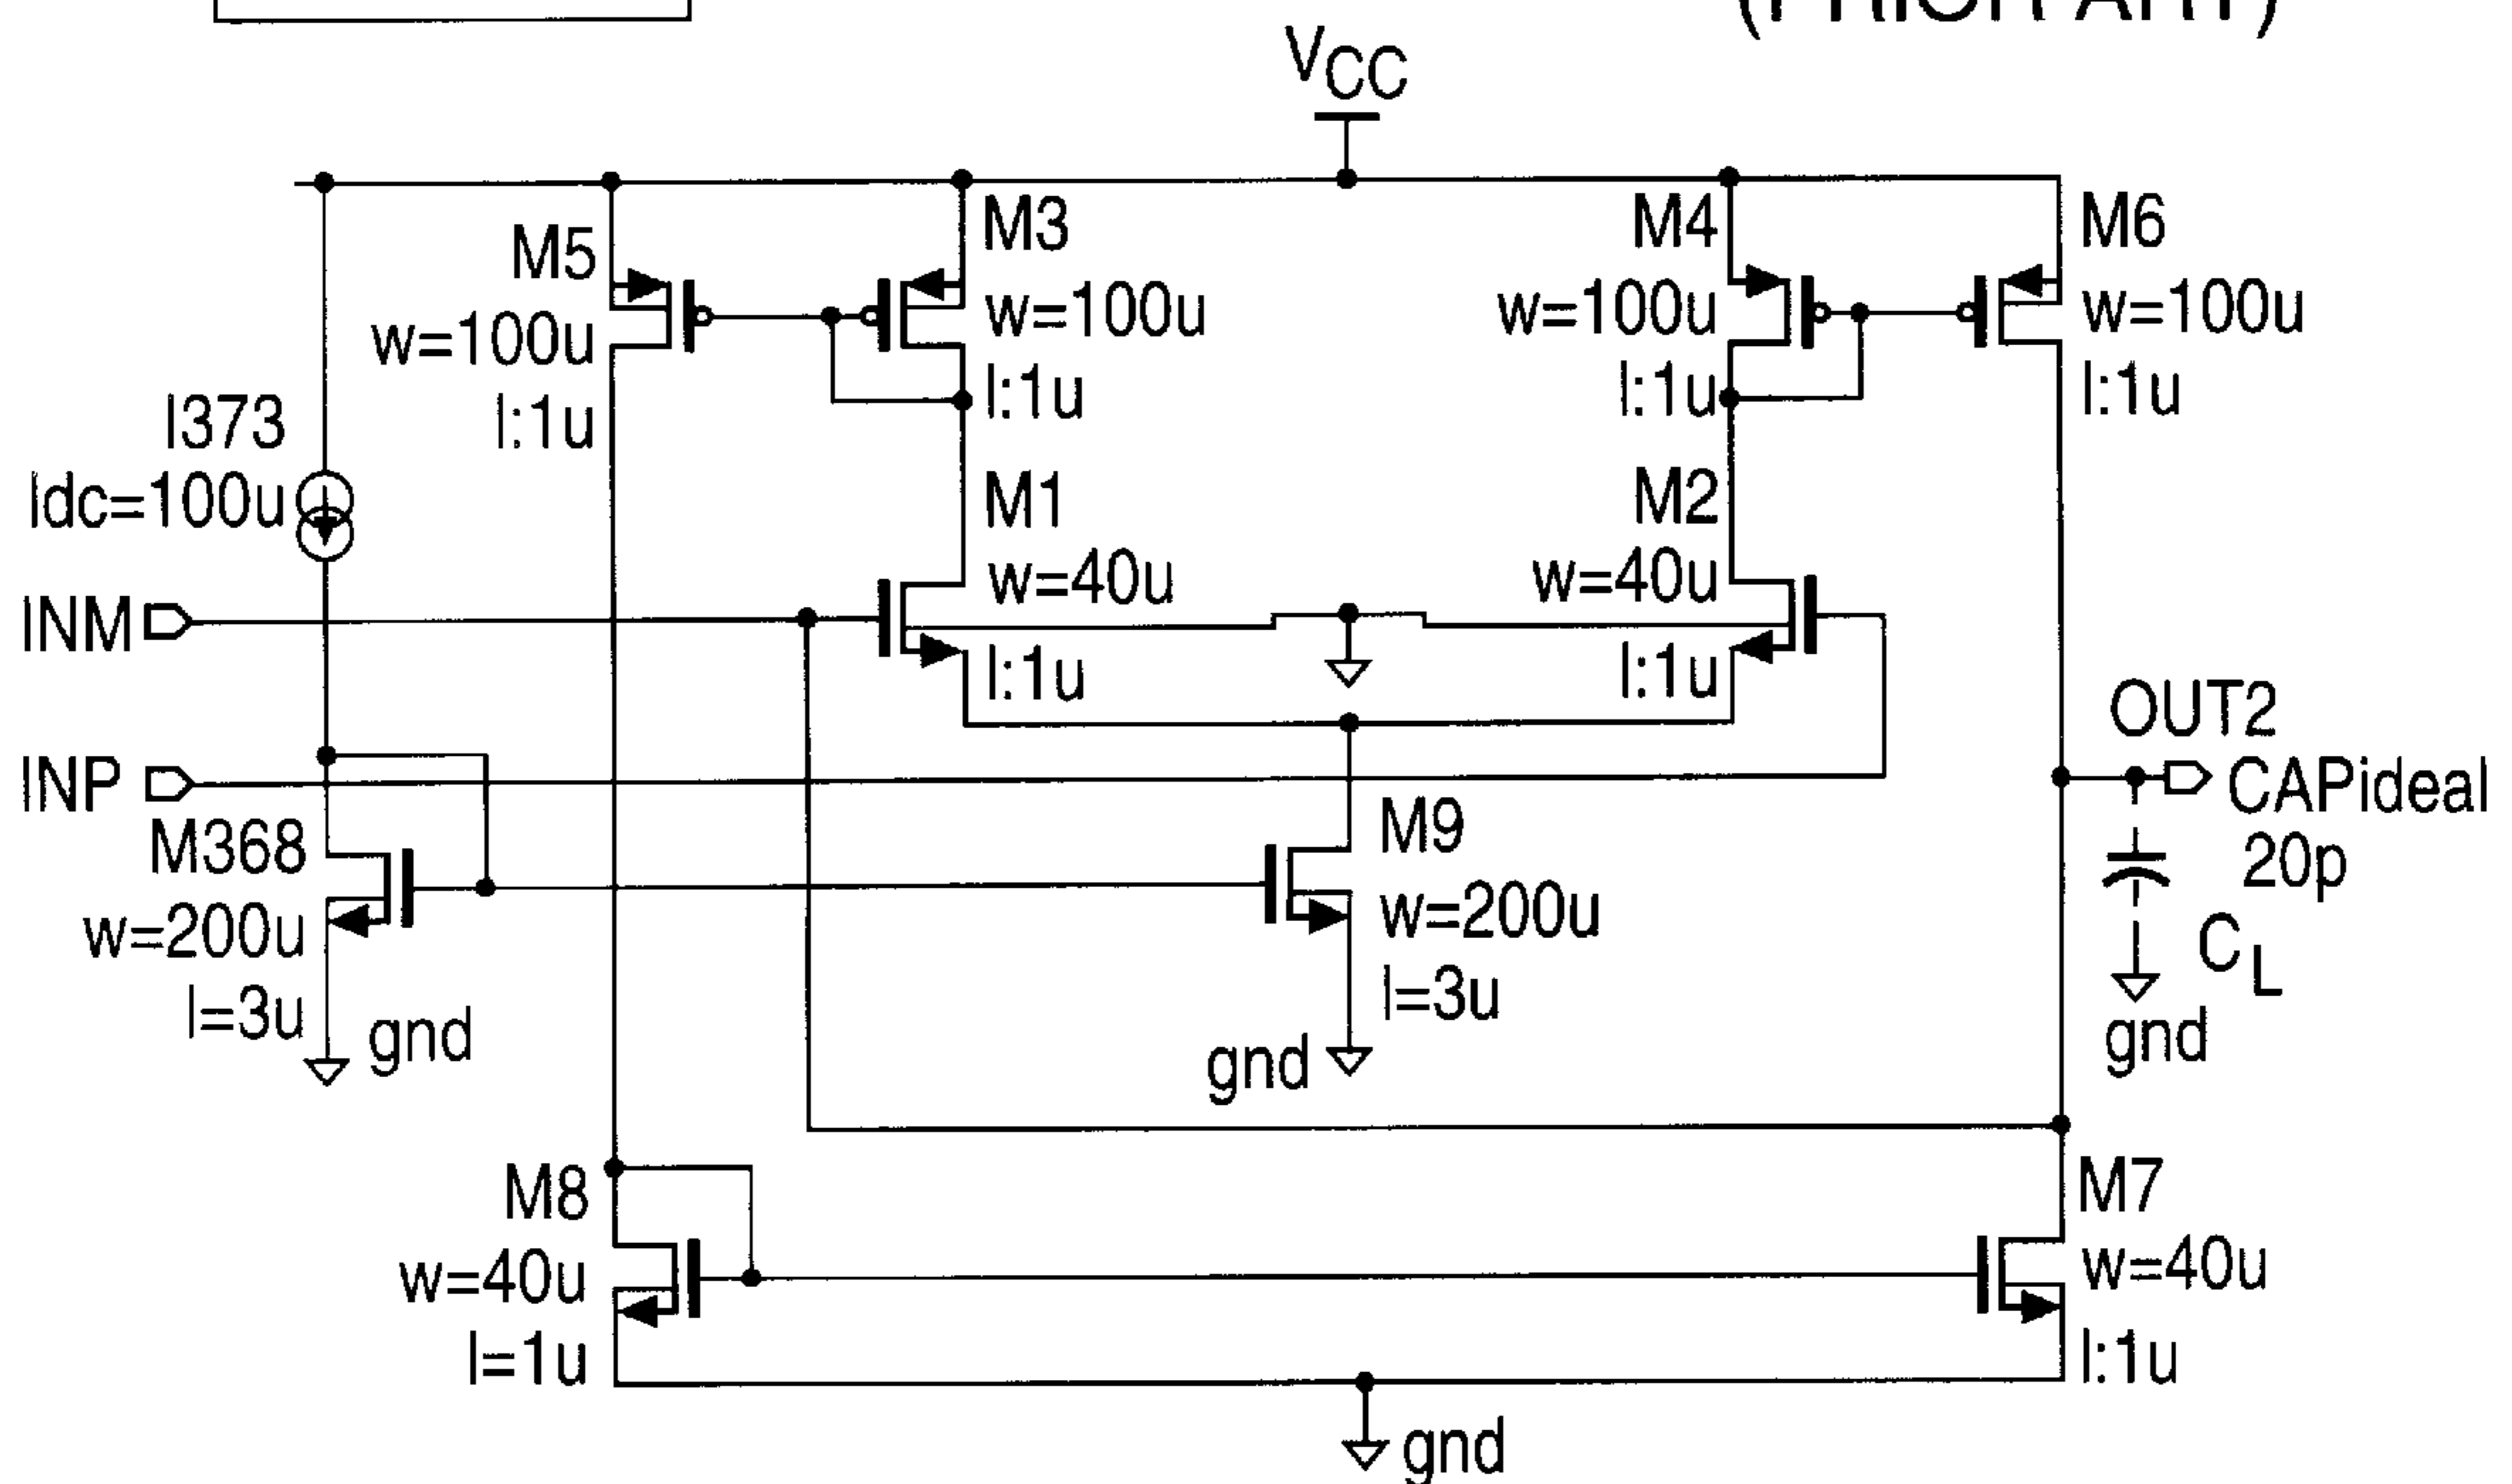 (PRIOR ART)
VCC
M5
w=100u
l:1u
M3
w=100u
l:1u
M4
w=100u
l:1u
M6
w=100u
l:1u
I373
Idc=100u
M1
w=40u
l:1u
M2
w=40u
l:1u
INM
INP
OUT2
CAPideal
20p
CL
gnd
M368
w=200u
l=3u
gnd
M9
w=200u
l=3u
gnd
M8
w=40u
l=1u
M7
w=40u
l:1u
gnd